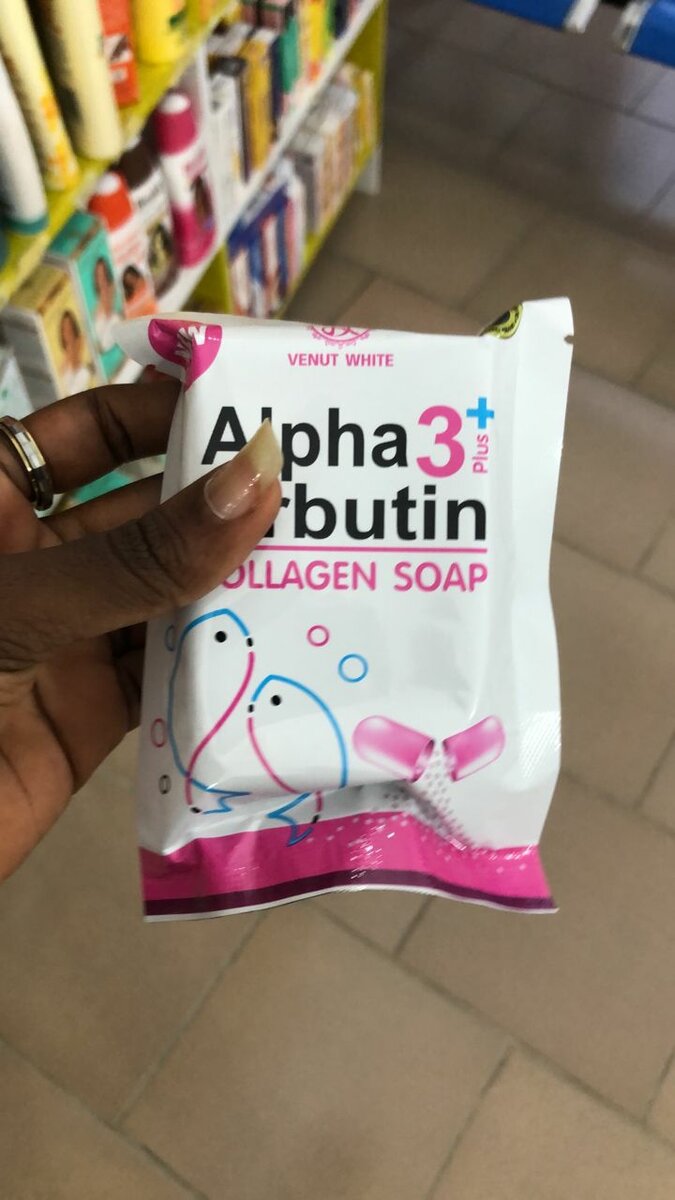 VENUT WHITE
Alpha 3
Plus
rbutin
OLLAGEN SOAP